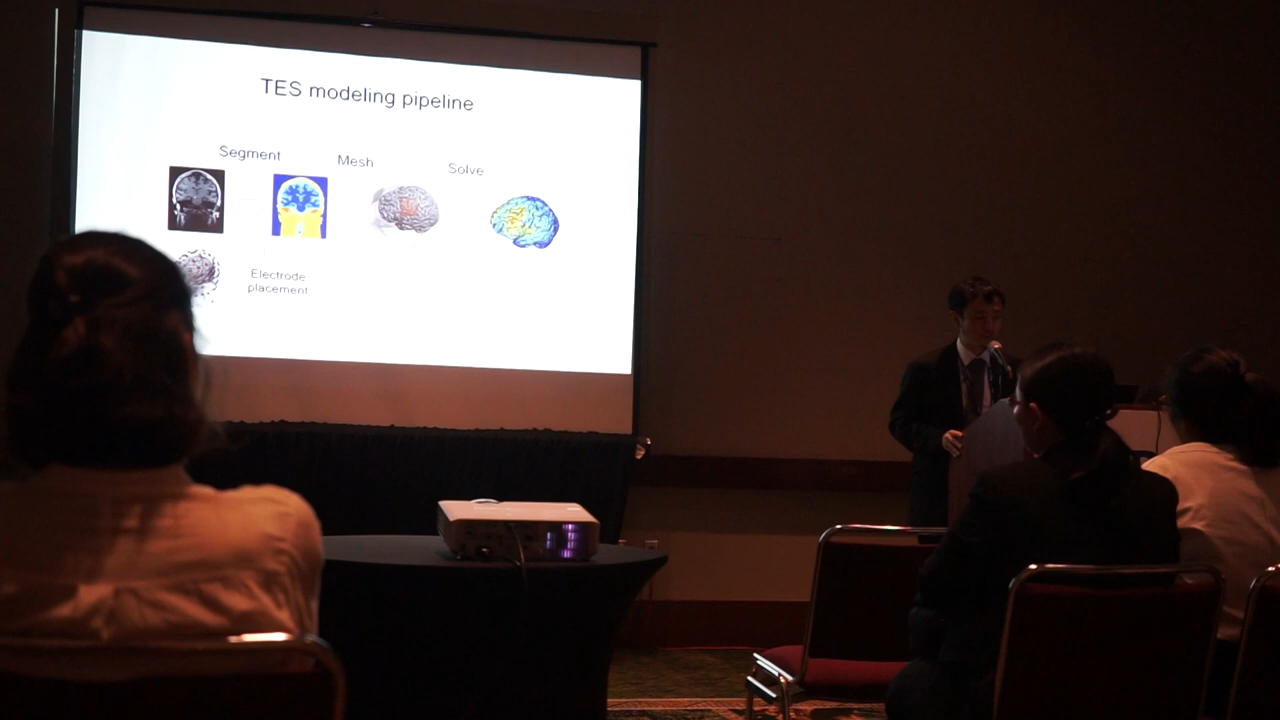 TES modeling pipeline
Segment
Mesh
Solve
Electrode
placement